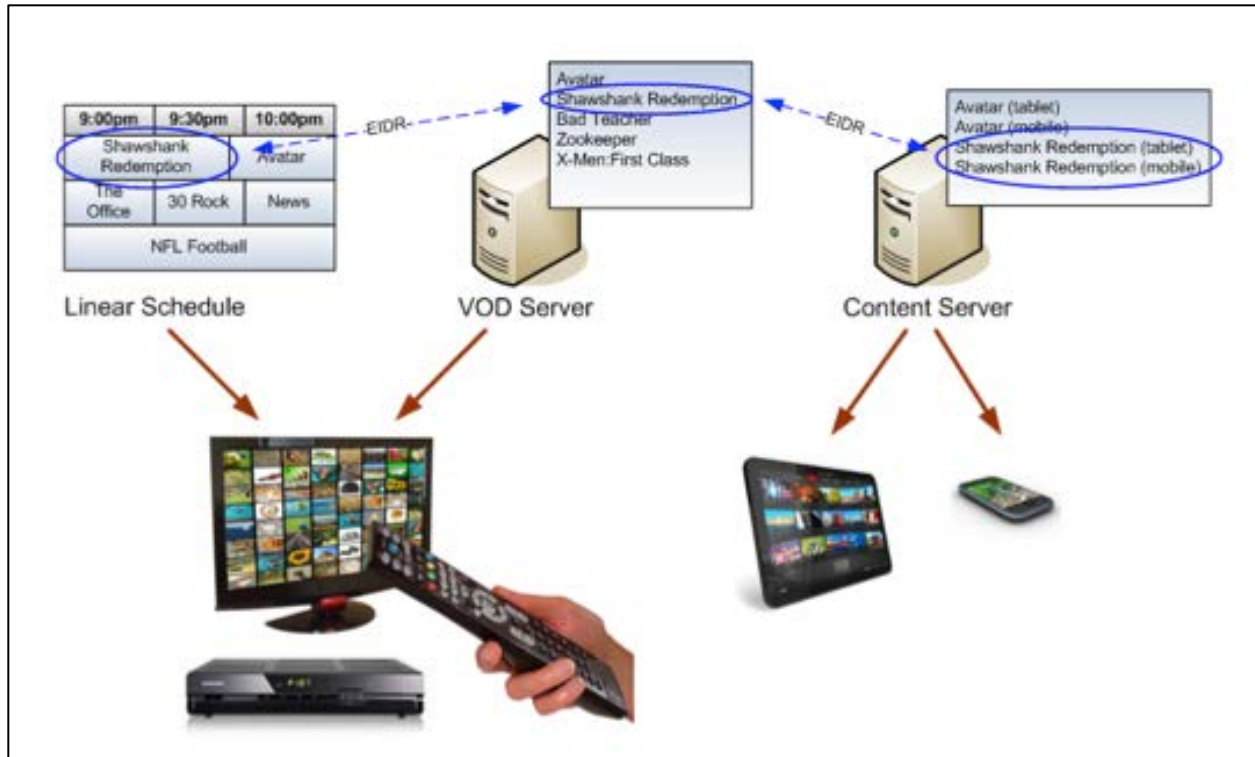 9:00pm 9:30pm 10:00pm
Shawshank
Redemption
Avatar
The
Office
30 Rock
News
NFL Football
Linear Schedule
EIDR
Avatar
Shawshank Redemption
Bad Teacher
Zookeeper
X-Men:First Class
VOD Server
EIDR
Avatar (tablet)
Avatar (mobile)
Shawshank Redemption (tablet)
Shawshank Redemption (mobile)
Content Server